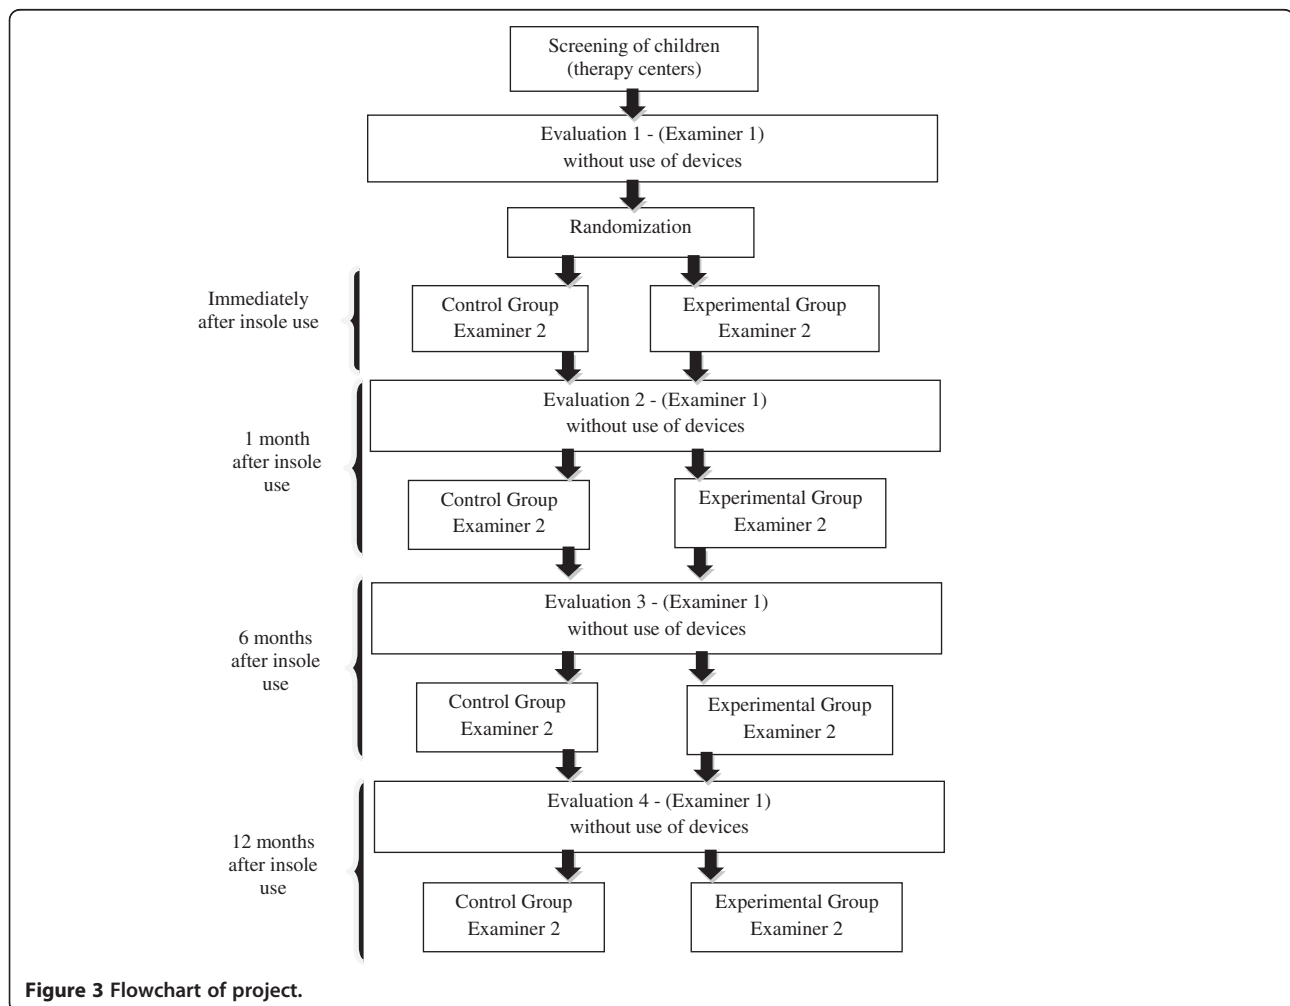 Screening of children
(therapy centers)
Evaluation 1 - (Examiner 1)
without use of devices
Randomization
Immediately
after insole use
Control Group
Examiner 2
Experimental Group
Examiner 2
Evaluation 2 - (Examiner 1)
without use of devices
1 month
after insole
use
Control Group
Examiner 2
Experimental Group
Examiner 2
Evaluation 3 - (Examiner 1)
without use of devices
6 months
after insole
use
Control Group
Examiner 2
Experimental Group
Examiner 2
Evaluation 4 - (Examiner 1)
without use of devices
12 months
after insole
use
Control Group
Examiner 2
Experimental Group
Examiner 2
Figure 3 Flowchart of project.